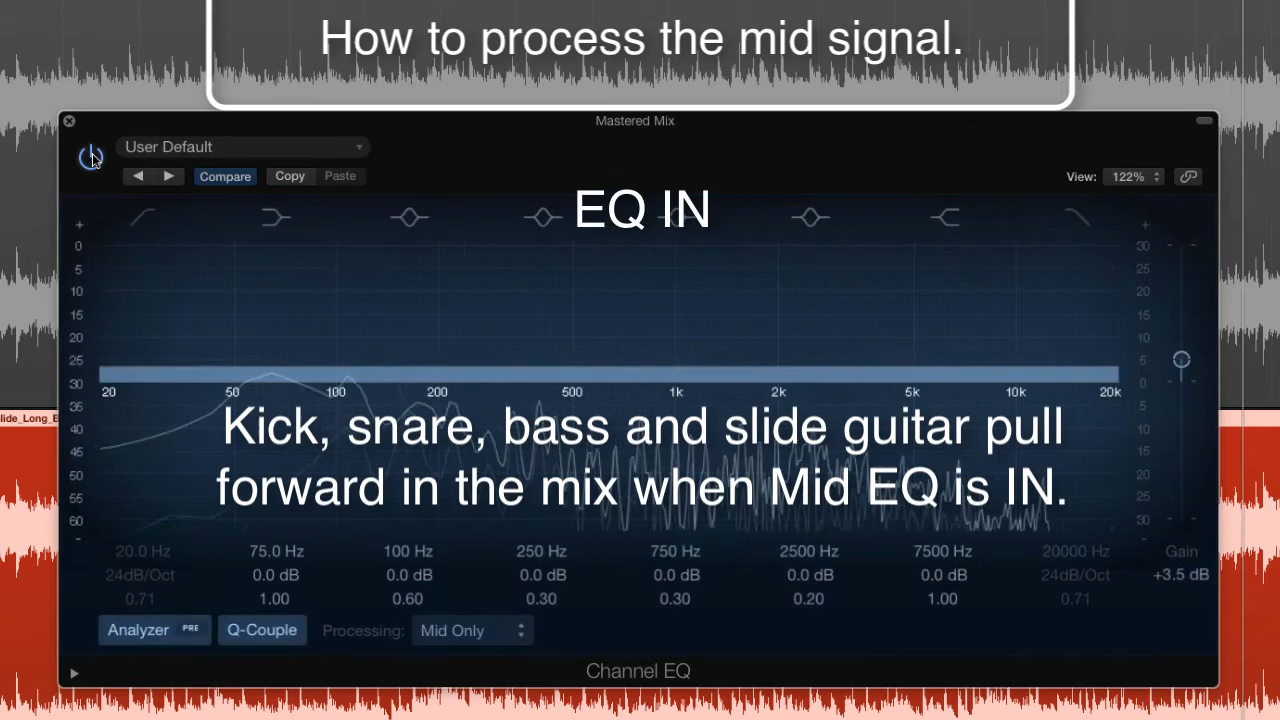 How to process the mid signal.
Mastered Mix
User Default
Compare Copy Paste View: 122%
EQ IN
+ +
0 30
5 25
10 20
15 15
20 10
25 5
30 0
20 50 100 200 500 1k 2k 5k 10k 20k
35 5
40 10
45 15
50 20
55 25
60 30
- -
lide_Long_E
Kick, snare, bass and slide guitar pull
forward in the mix when Mid EQ is IN.
20.0 Hz 75.0 Hz 100 Hz 250 Hz 750 Hz 2500 Hz 7500 Hz 20000 Hz Gain
24dB/Oct 0.0 dB 0.0 dB 0.0 dB 0.0 dB 0.0 dB 0.0 dB 24dB/Oct +3.5 dB
0.71 1.00 0.60 0.30 0.30 0.20 1.00 0.71
Analyzer PRE Q-Couple Processing: Mid Only
Channel EQ